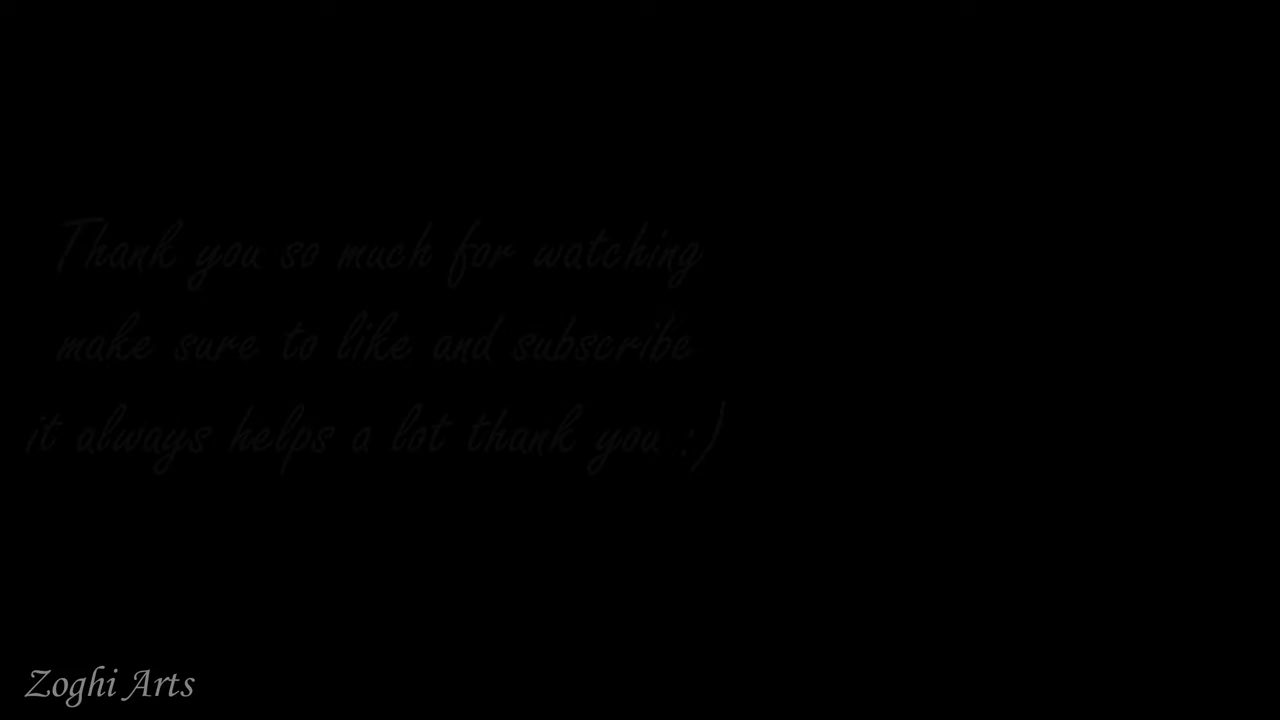 Thank you so much for watching
make sure to like and subscribe
it always helps a lot thank you :)
Zoghi Arts